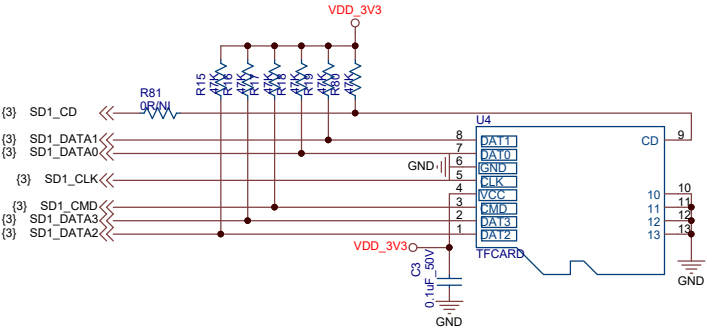 VDD_3V3
R15 47K R16 47K R17 47K R18 47K R19 47K R80 47K
R81
0R/NI
{3} SD1_CD
U4
CD 9
{3} SD1_DATA1 8 DAT1
{3} SD1_DATA0 7 DAT0
GND 6 GND
{3} SD1_CLK 5 CLK
4 VCC 10 10
{3} SD1_CMD 3 CMD 11 11
{3} SD1_DATA3 2 DAT3 12 12
{3} SD1_DATA2 1 DAT2 13 13
VDD_3V3 TFCARD
C3
0.1uF_50V
GND
GND